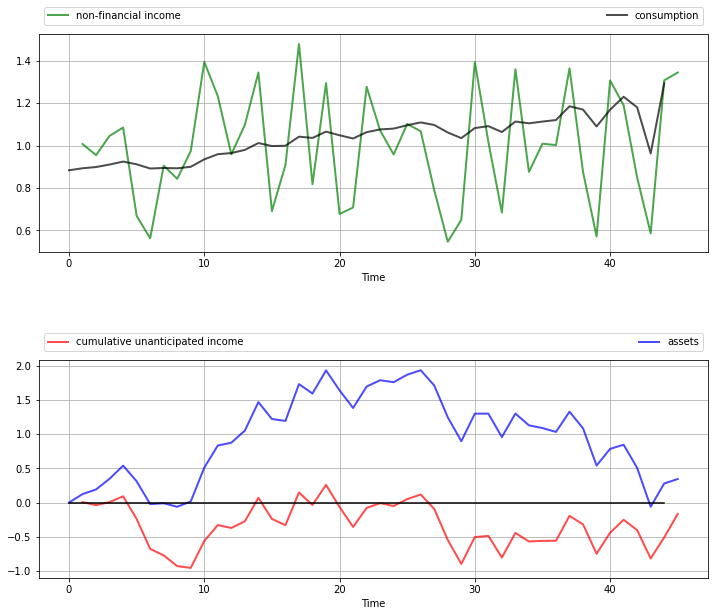 non-financial income consumption
1.4
1.2
1.0
0.8
0.6
0 10 20 30 40
Time
cumulative unanticipated income assets
2.0
1.5
1.0
0.5
0.0
−0.5
−1.0
0 10 20 30 40
Time